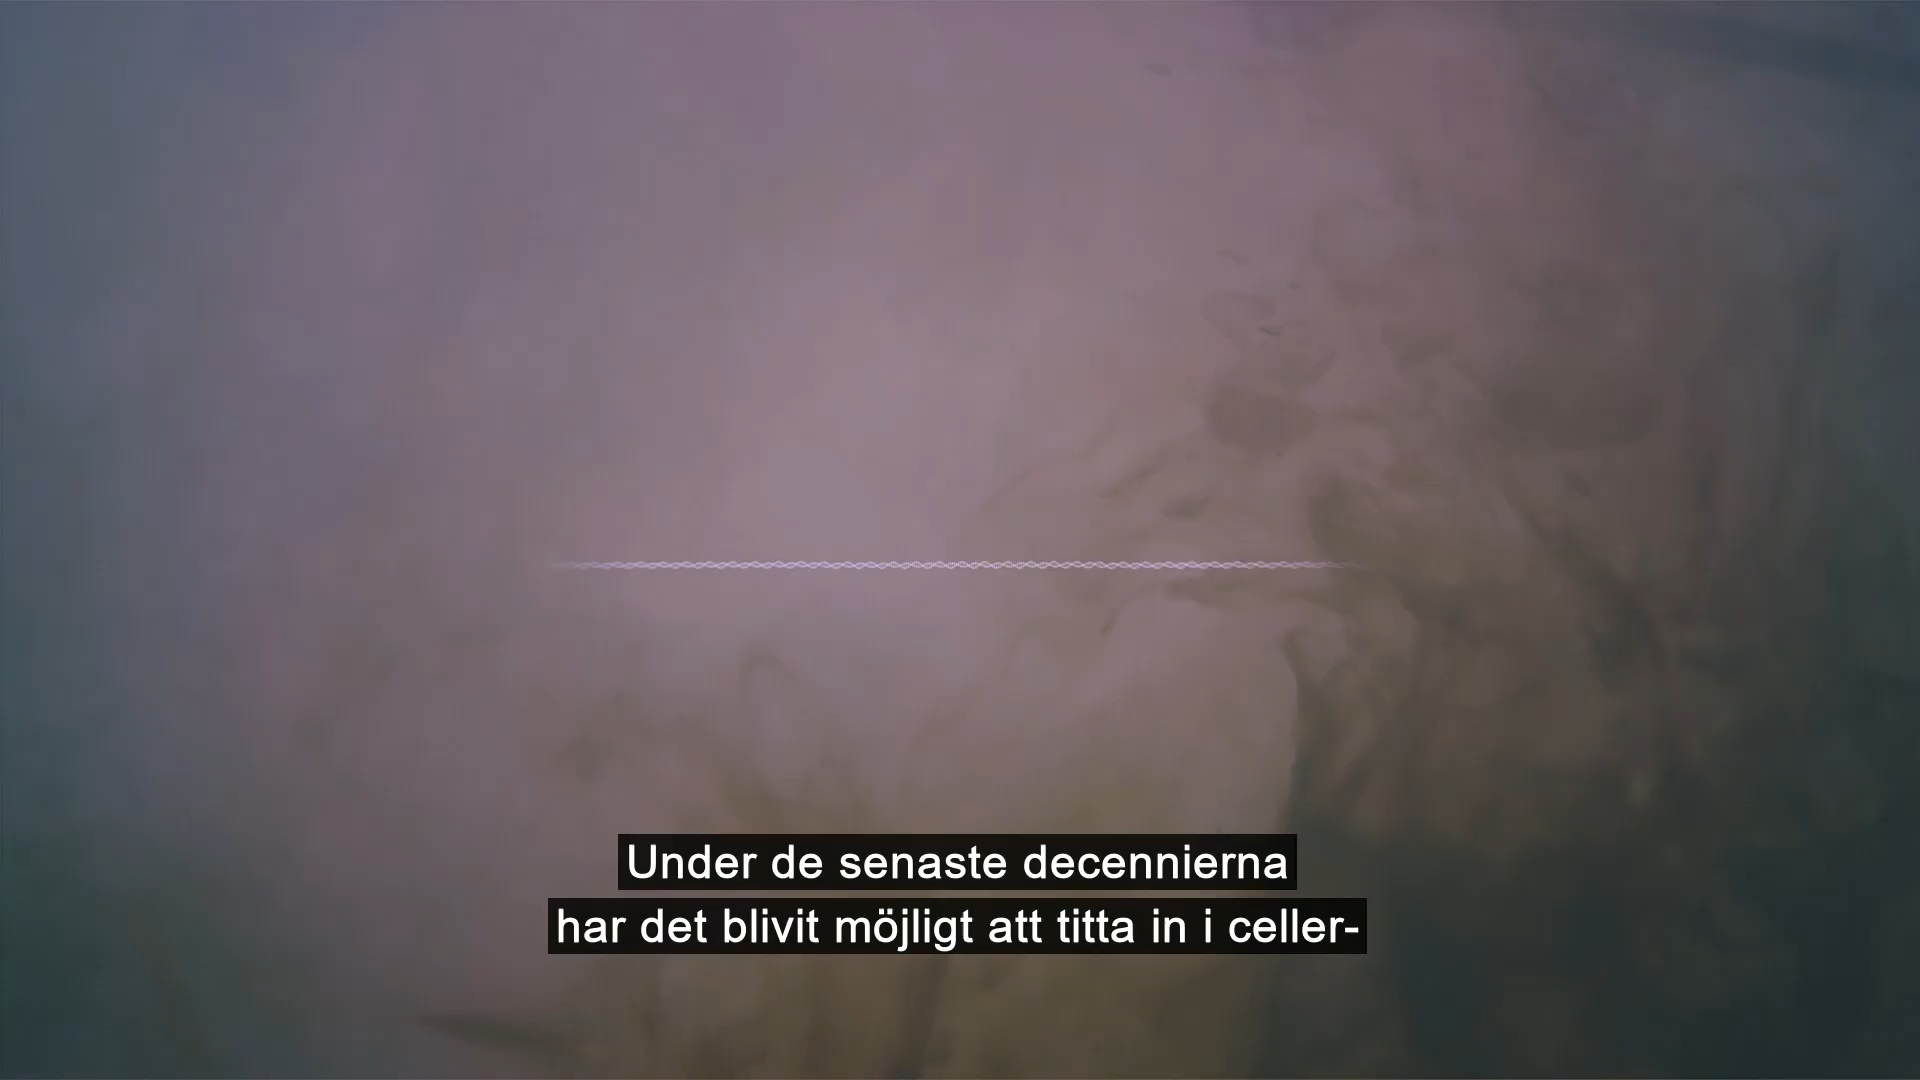 Under de senaste decennierna
har det blivit möjligt att titta in i celler-